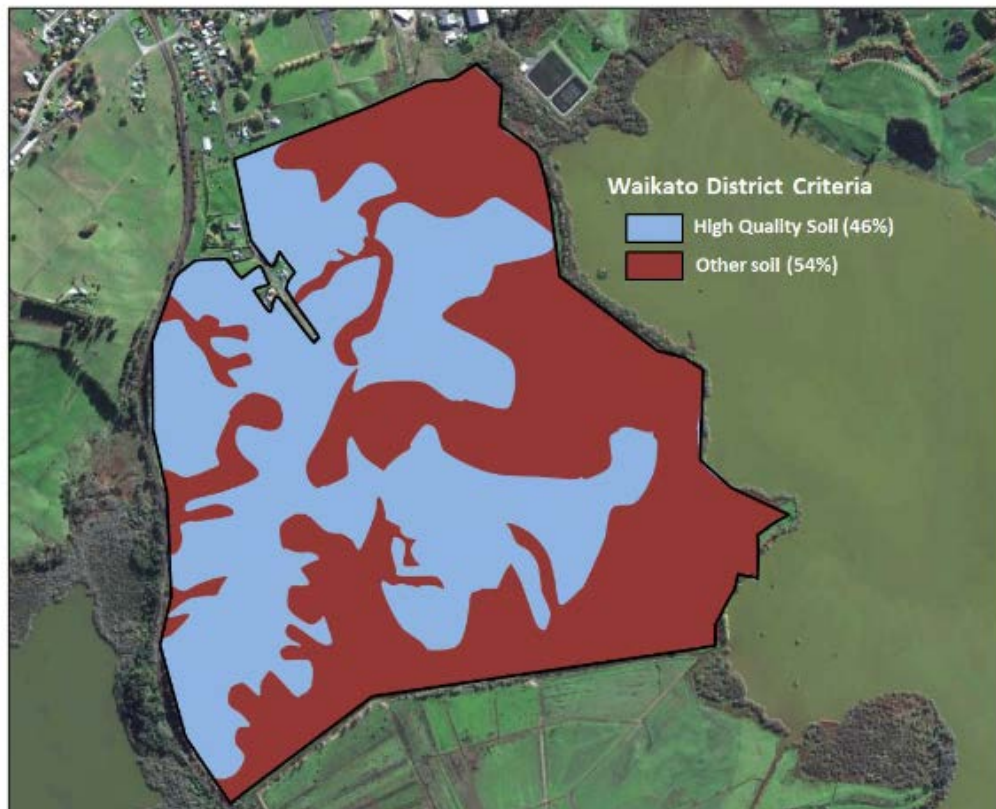 Waikato District Criteria
High Quality Soil (46%)
Other soil (54%)